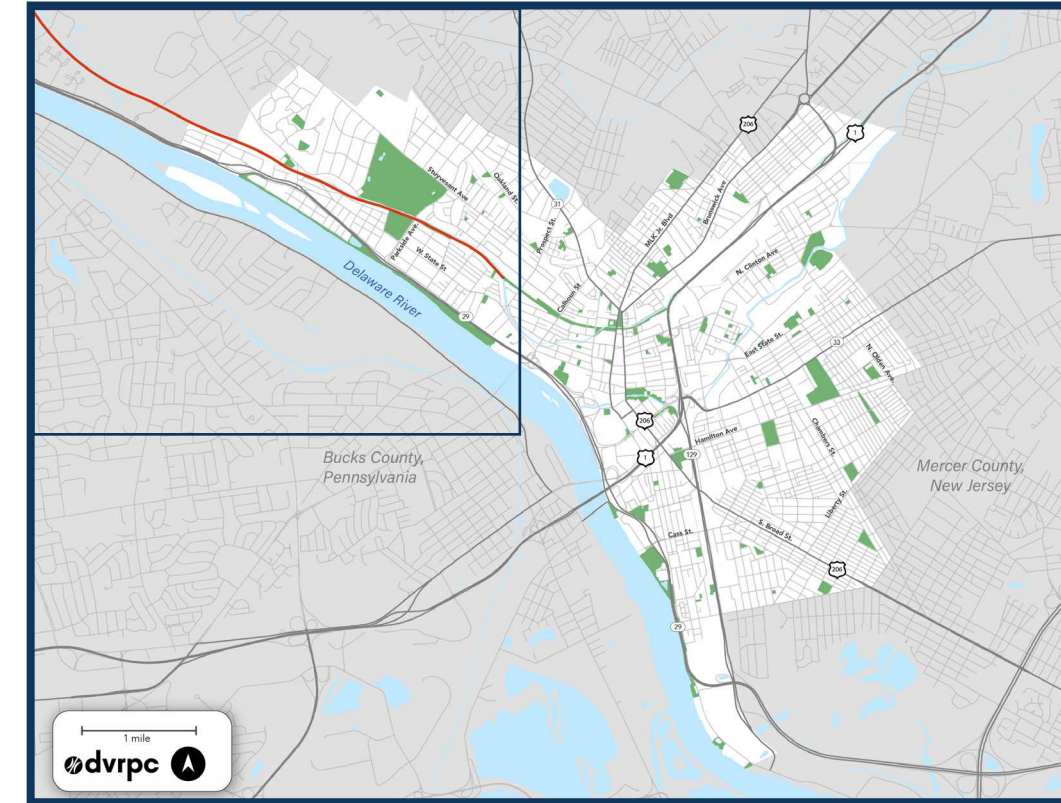 206
1
Stuyvesant Ave
Oakland St.
31
Prospect St.
MLK Jr. Blvd
Brunswick Ave
Parkside Ave.
W. State St.
N. Clinton Ave
Delaware River
Calhoun St
29
East State St.
33
N. Olden Ave.
206
Hamilton Ave
Chambers St.
1
129
Bucks County,
Pennsylvania
Mercer County,
New Jersey
Liberty St.
Cass St.
S. Broad St.
206
29
1 mile
dvrpc